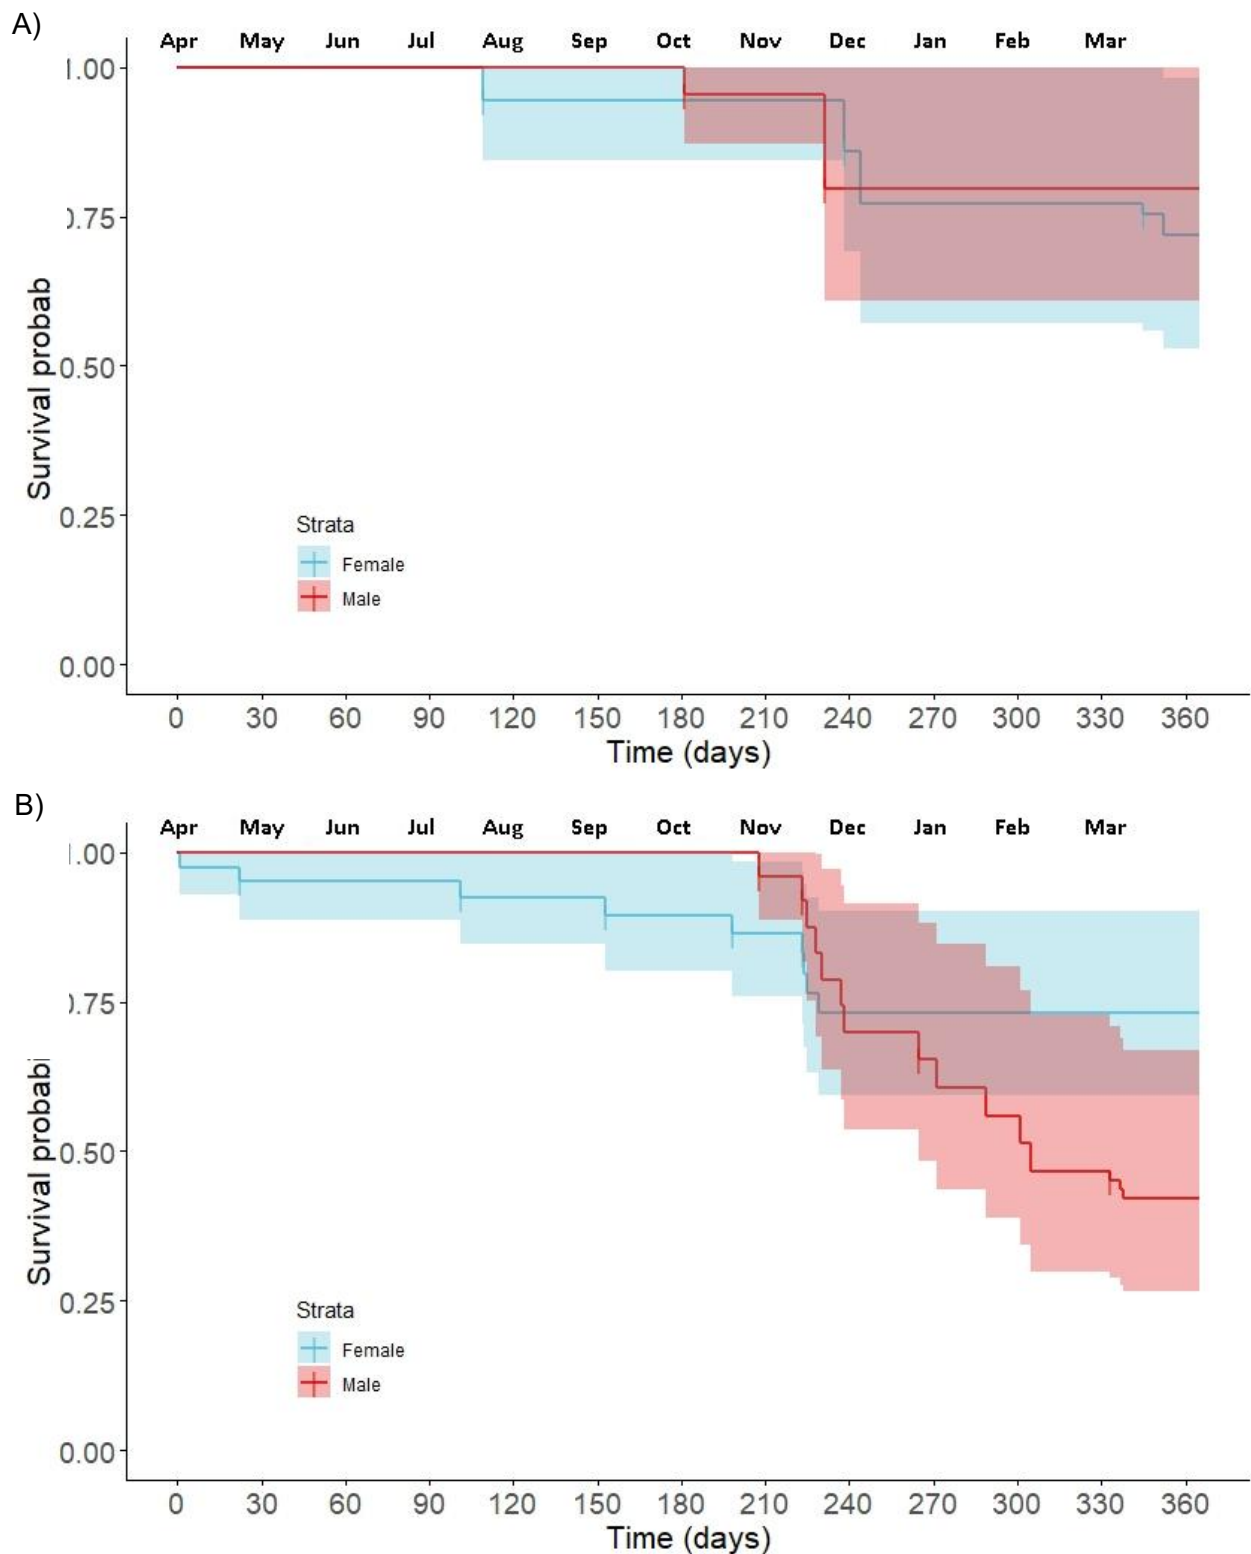 A)
Apr May Jun Jul Aug Sep Oct Nov Dec Jan Feb Mar
1.00
0.75
0.50
0.25
0.00
Survival probab
Strata
Female
Male
0 30 60 90 120 150 180 210 240 270 300 330 360
Time (days)
B)
Apr May Jun Jul Aug Sep Oct Nov Dec Jan Feb Mar
1.00
0.75
0.50
0.25
0.00
Survival probabi
Strata
Female
Male
0 30 60 90 120 150 180 210 240 270 300 330 360
Time (days)